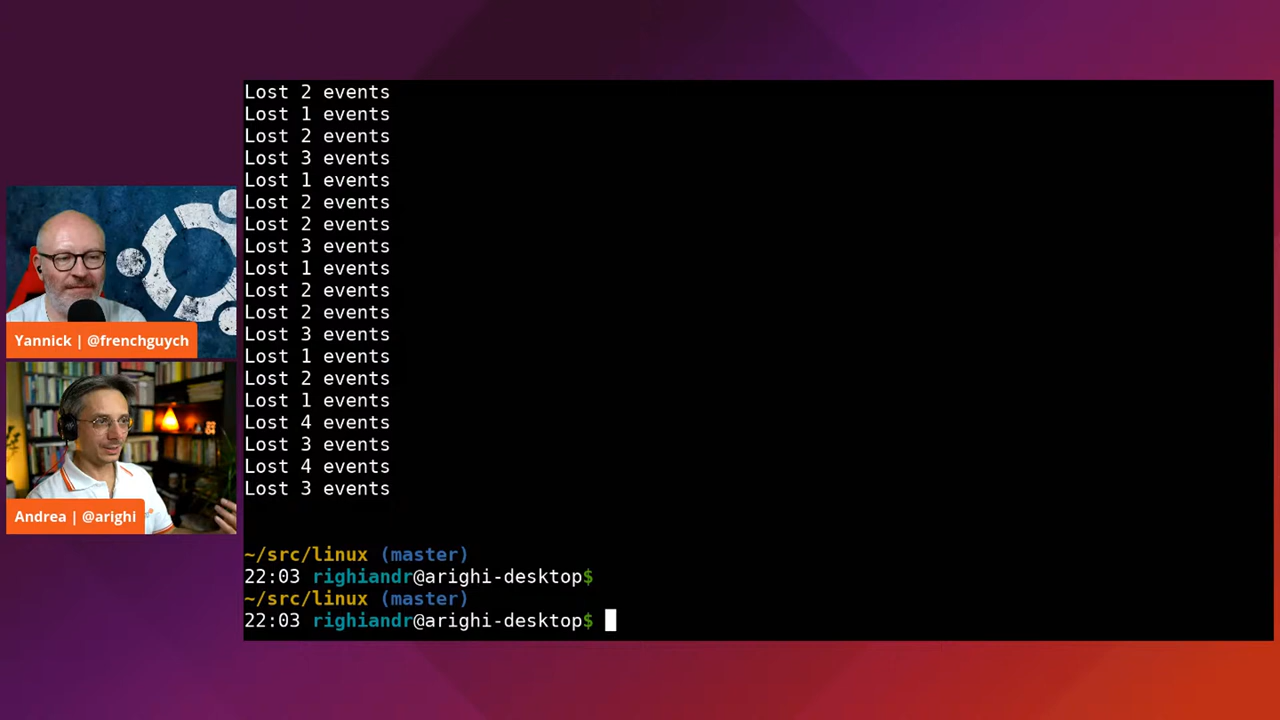 Lost 2 events
Lost 1 events
Lost 2 events
Lost 3 events
Lost 1 events
Lost 2 events
Lost 2 events
Lost 3 events
Lost 1 events
Lost 2 events
Lost 2 events
Lost 3 events
Lost 1 events
Lost 2 events
Lost 1 events
Lost 4 events
Lost 3 events
Lost 4 events
Lost 3 events
~/src/linux (master)
22:03 righiandr@arighi-desktop$
~/src/linux (master)
22:03 righiandr@arighi-desktop$
Yannick | @frenchguych
Andrea | @arighi